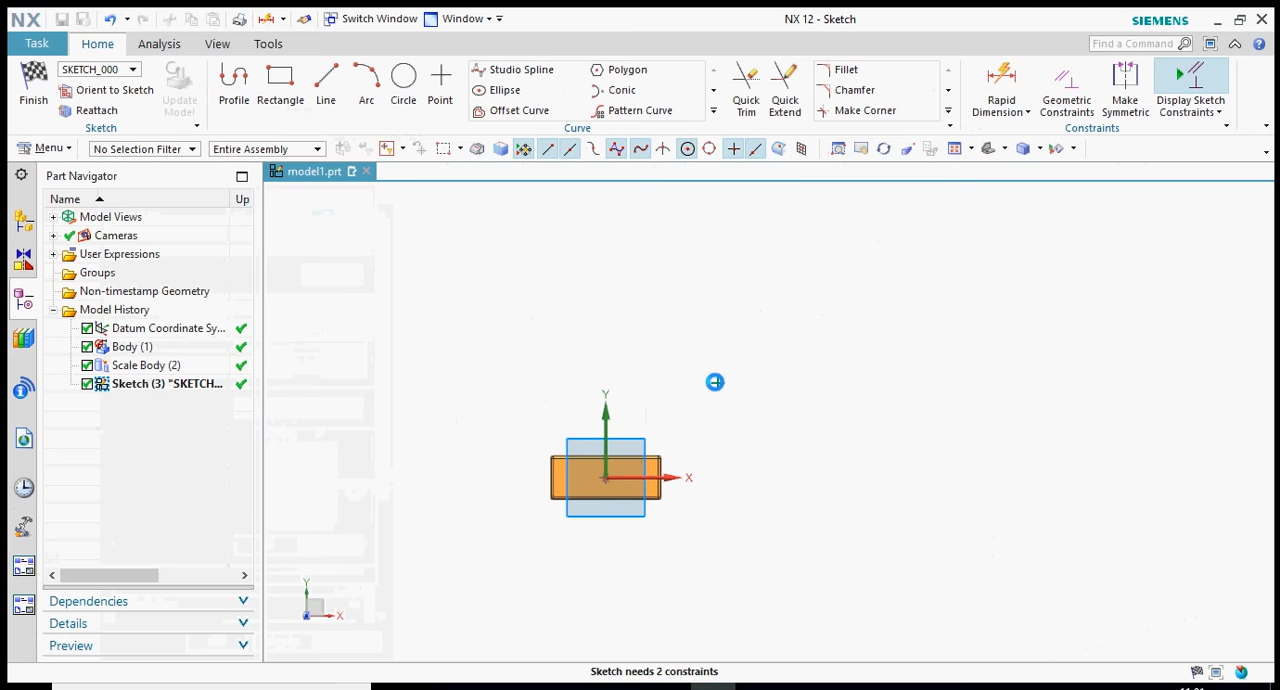 NX Switch Window Window NX 12 - Sketch SIEMENS
Task Home Analysis View Tools Find a Command
Finish SKETCH_000 Orient to Sketch Reattach Update Model
Sketch
Profile Rectangle Line Arc Circle Point
Studio Spline Polygon
Ellipse Conic
Offset Curve Pattern Curve
Quick Trim Quick Extend
Fillet
Chamfer
Make Corner
Curve
Rapid Dimension Geometric Constraints Make Symmetric Display Sketch Constraints
Constraints
Menu No Selection Filter Entire Assembly
Part Navigator
model1.prt
Name Up
Model Views
Cameras
User Expressions
Groups
Non-timestamp Geometry
Model History
Datum Coordinate Sy...
Body (1)
Scale Body (2)
Sketch (3) "SKETCH...
Y
X
Y
X
Dependencies
Details
Preview
Sketch needs 2 constraints